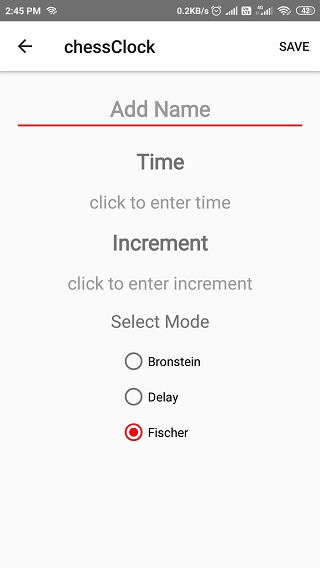 2:45 PM 0.2KB/s 4G 42
chessClock SAVE
Add Name
Time
click to enter time
Increment
click to enter increment
Select Mode
Bronstein
Delay
Fischer